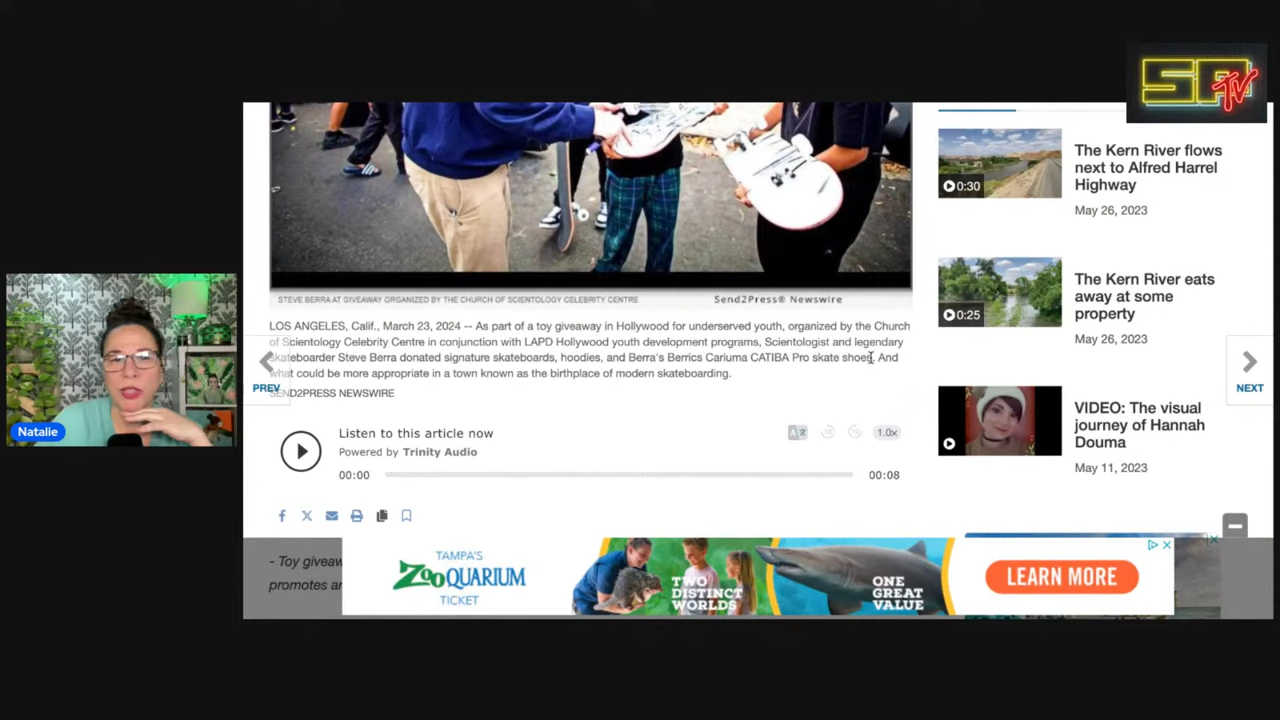 SPTV
The Kern River flows
next to Alfred Harrel
Highway
0:30
May 26, 2023
The Kern River eats
away at some
property
0:25
May 26, 2023
VIDEO: The visual
journey of Hannah
Douma
May 11, 2023
STEVE BERRA AT GIVEAWAY ORGANIZED BY THE CHURCH OF SCIENTOLOGY CELEBRITY CENTRE
Send2Press® Newswire
LOS ANGELES, Calif., March 23, 2024 -- As part of a toy giveaway in Hollywood for underserved youth, organized by the Church
of Scientology Celebrity Centre in conjunction with LAPD Hollywood youth development programs, Scientologist and legendary
skateboarder Steve Berra donated signature skateboards, hoodies, and Berra's Berrics Cariuma CATIBA Pro skate shoes. And
what could be more appropriate in a town known as the birthplace of modern skateboarding.
SEND2PRESS NEWSWIRE
PREV
NEXT
Natalie
Listen to this article now
Powered by Trinity Audio
1.0x
00:00
00:08
- Toy giveaw
promotes an
TAMPA'S
ZOOQUARIUM
TICKET
TWO
DISTINCT
WORLDS
ONE
GREAT
VALUE
LEARN MORE